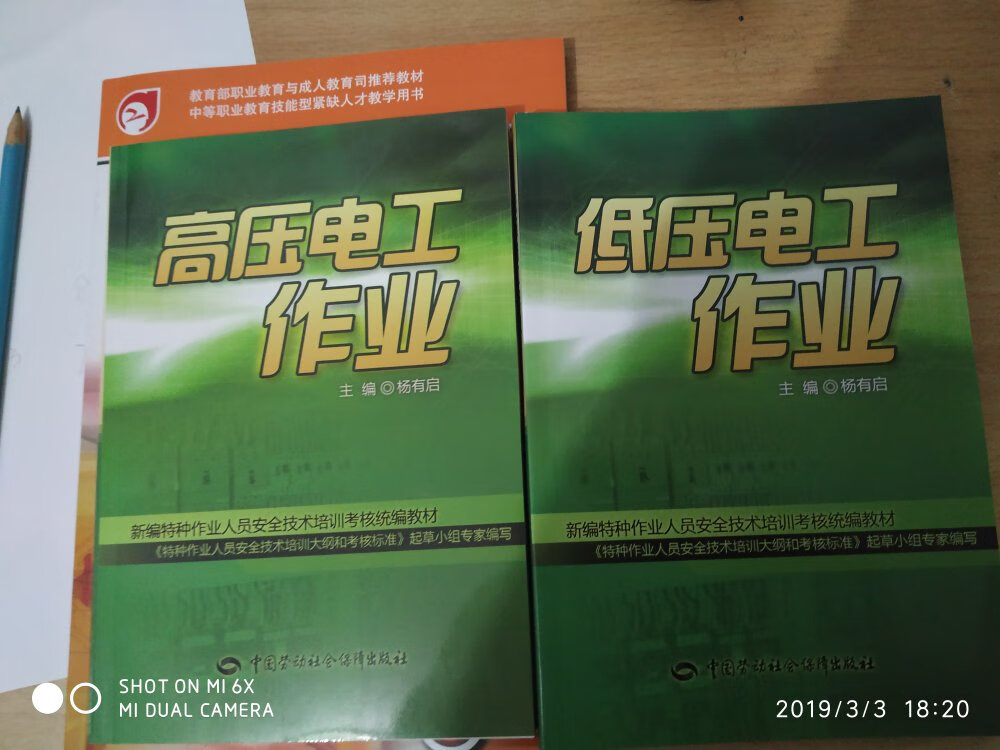 教育部职业教育与成人教育司推荐教材
中等职业教育技能型紧缺人才教学用书
高压电工
作业
主 编 ◎ 杨有启
新编特种作业人员安全技术培训考核统编教材
《特种作业人员安全技术培训大纲和考核标准》起草小组专家编写
中国劳动社会保障出版社
低压电工
作业
主 编 ◎ 杨有启
新编特种作业人员安全技术培训考核统编教材
《特种作业人员安全技术培训大纲和考核标准》起草小组专家编写
中国劳动社会保障出版社
SHOT ON MI 6X
MI DUAL CAMERA
2019/3/3 18:20